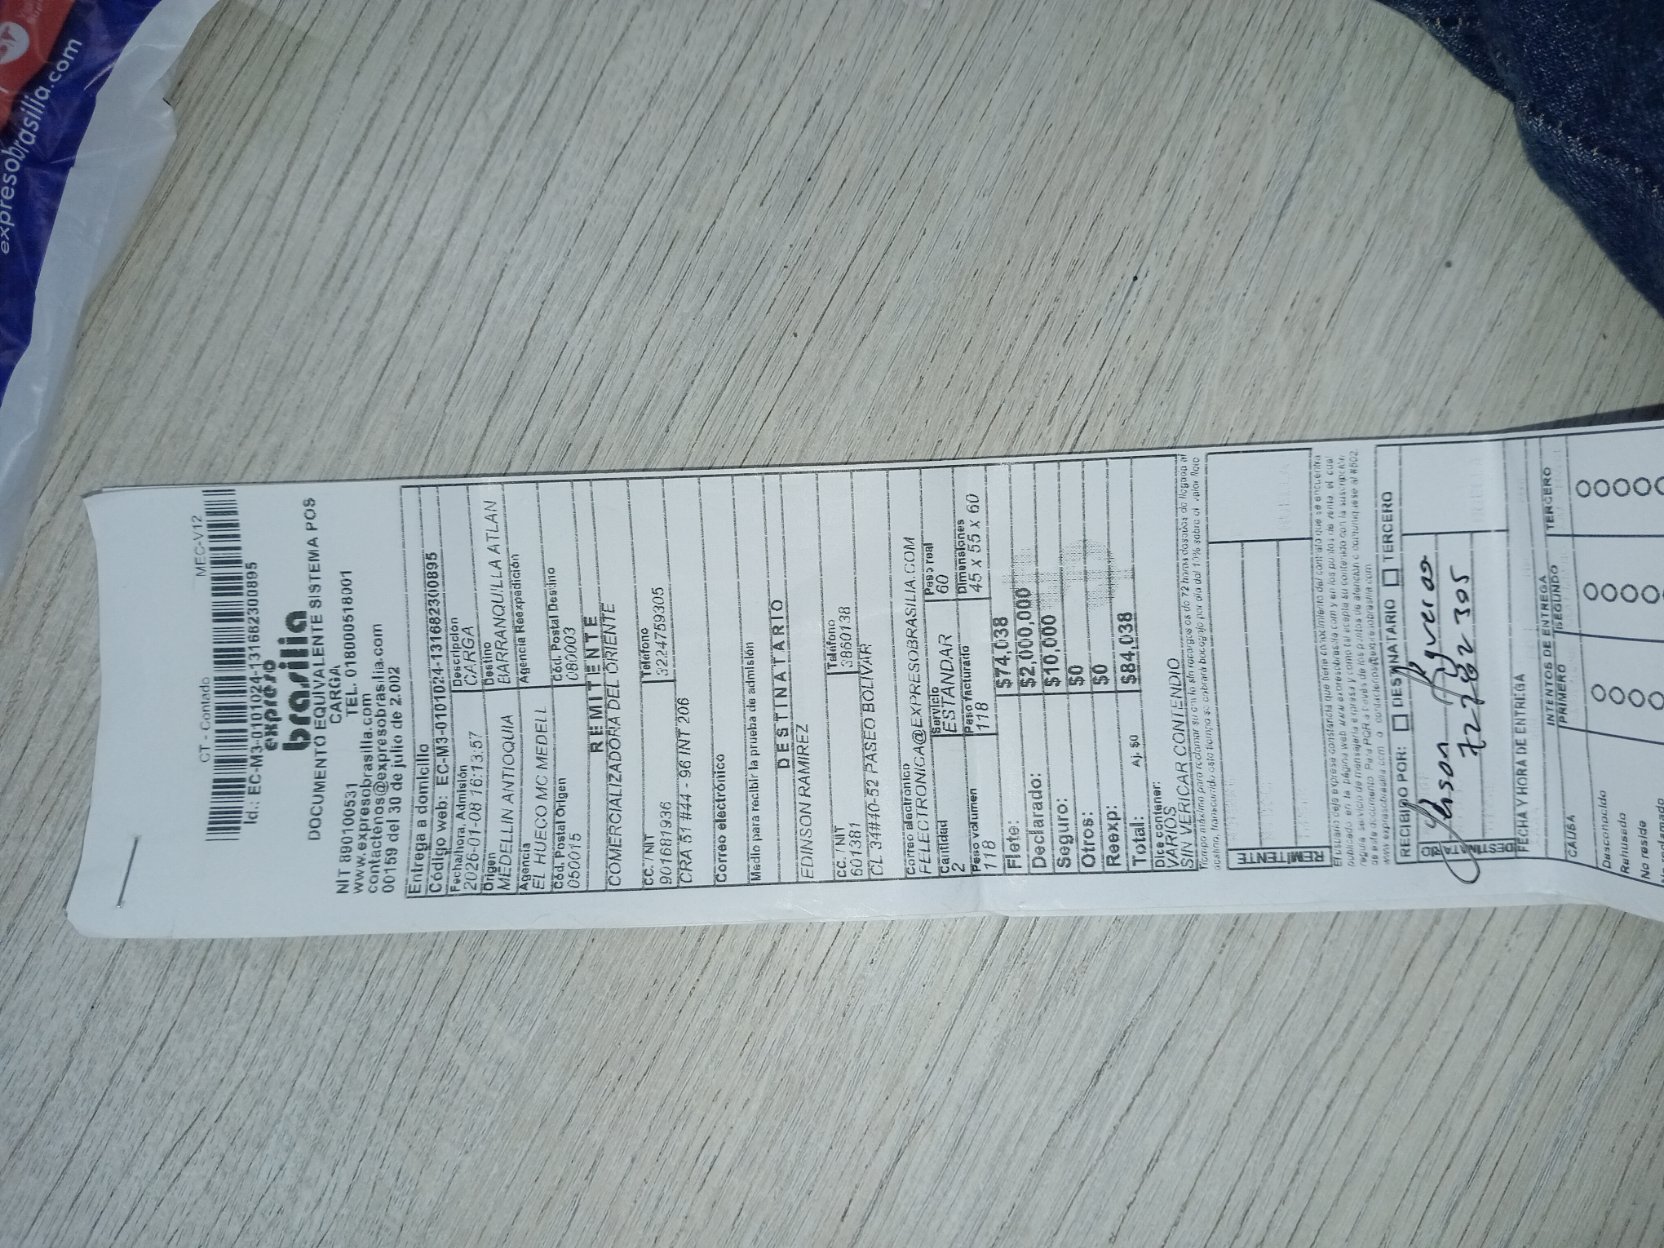 expresobrasilia.com
CT - Contado MEC-V12
Id.: EC-M3-0101024-131682300895
expreso
brasilia
DOCUMENTO EQUIVALENTE SISTEMA POS
CARGA
NIT 890100531 TEL. 018000518001
www.expresobrasilia.com
contactenos@expresobrasilia.com
00159 del 30 de julio de 2.002
Entrega a domicilio
Código web: EC-M3-0101024-131682300895
Fecha/hora. Admisión Descripción
2026-01-08 16:13:57 CARGA
Origen Destino
MEDELLIN ANTIOQUIA BARRANQUILLA ATLAN
Agencia Agencia Reexpedición
EL HUECO MC MEDELL
Cód. Postal Origen Cód. Postal Destino
050015 080003
REMITENTE
COMERCIALIZADORA DEL ORIENTE
CC. / NIT Teléfono
901681936 3224759305
CRA 51 #44 - 96 INT 206
Correo electrónico
Medio para recibir la prueba de admisión
DESTINATARIO
EDINSON RAMIREZ
CC. / NIT Teléfono
601381 3860138
CL 34#40-52 PASEO BOLIVAR
Correo electrónico
FELLECTRONICA@EXPRESOBRASILIA.COM
Cantidad Servicio Peso real
2 ESTANDAR 60
Peso volumen Peso facturado Dimensiones
118 118 45 x 55 x 60
Flete: $74,038
Declarado: $2,000,000
Seguro: $10,000
Otros: $0
Reexp: $0
Total: Aj. $0 $84,038
Dice contener:
VARIOS
SIN VERICAR CONTENDIO
REMITENTE
RECIBIDO POR: DESTINATARIO TERCERO
72282305
DESTINATARIO
FECHA Y HORA DE ENTREGA
INTENTOS DE ENTREGA
CAUSA PRIMERO SEGUNDO TERCERO
Desconocido
Rehusado
No reside